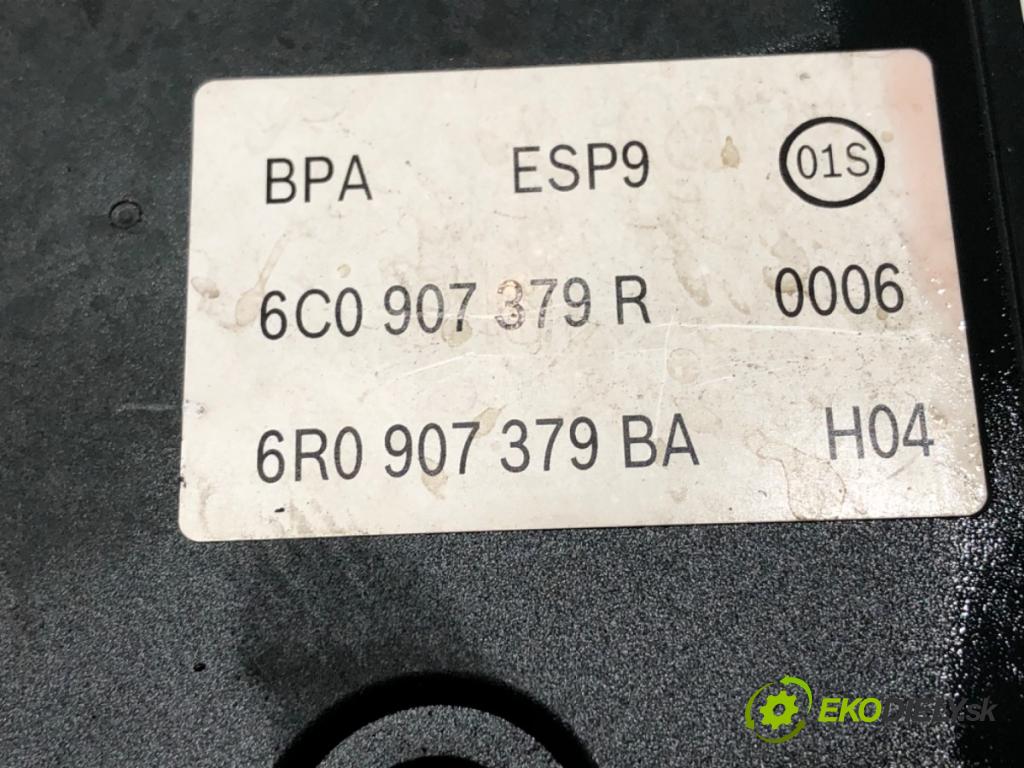 BPA ESP9 01S
6C0 907 379 R 0006
6R0 907 379 BA H04
EKODIELY.sk